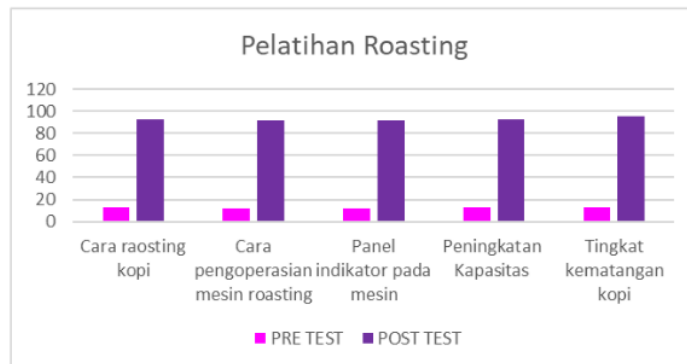 Pelatihan Roasting
120
100
80
60
40
20
0
Cara raosting
kopi
Cara
pengoperasian
mesin roasting
Panel
indikator pada
mesin
Peningkatan
Kapasitas
Tingkat
kematangan
kopi
PRE TEST
POST TEST